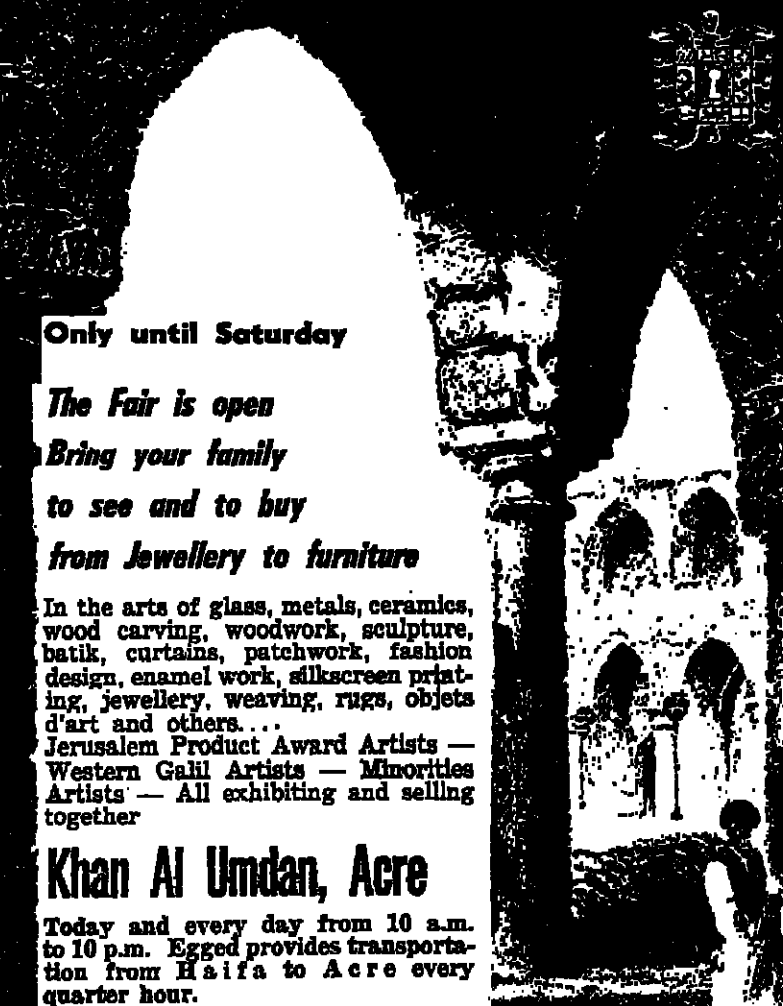 Only until Saturday
The Fair is open
Bring your family
to see and to buy
from Jewellery to furniture
In the arts of glass, metals, ceramics,
wood carving, woodwork, sculpture,
batik, curtains, patchwork, fashion
design, enamel work, silkscreen print-
ing, jewellery, weaving, rugs, objets
d'art and others....
Jerusalem Product Award Artists —
Western Galil Artists — Minorities
Artists — All exhibiting and selling
together
Khan Al Umdan, Acre
Today and every day from 10 a.m.
to 10 p.m. Egged provides transporta-
tion from Haifa to Acre every
quarter hour.